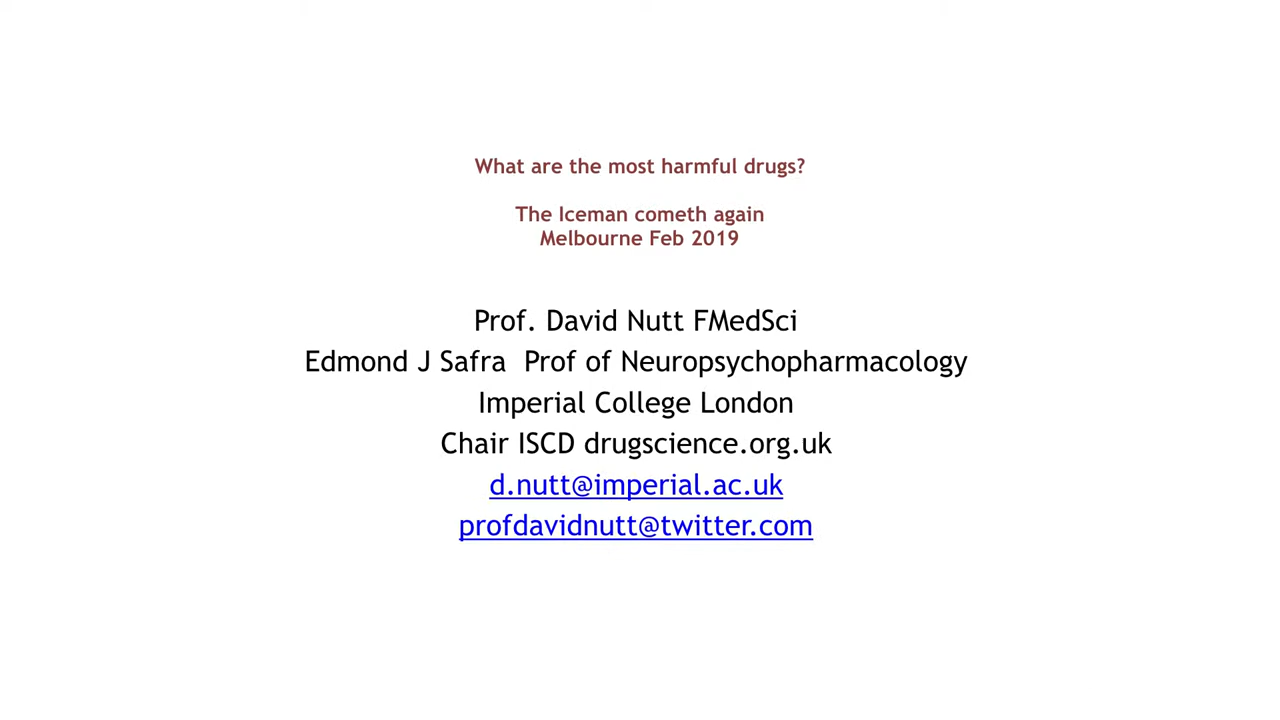 What are the most harmful drugs?
The Iceman cometh again
Melbourne Feb 2019
Prof. David Nutt FMedSci
Edmond J Safra  Prof of Neuropsychopharmacology
Imperial College London
Chair ISCD drugscience.org.uk
d.nutt@imperial.ac.uk
profdavidnutt@twitter.com